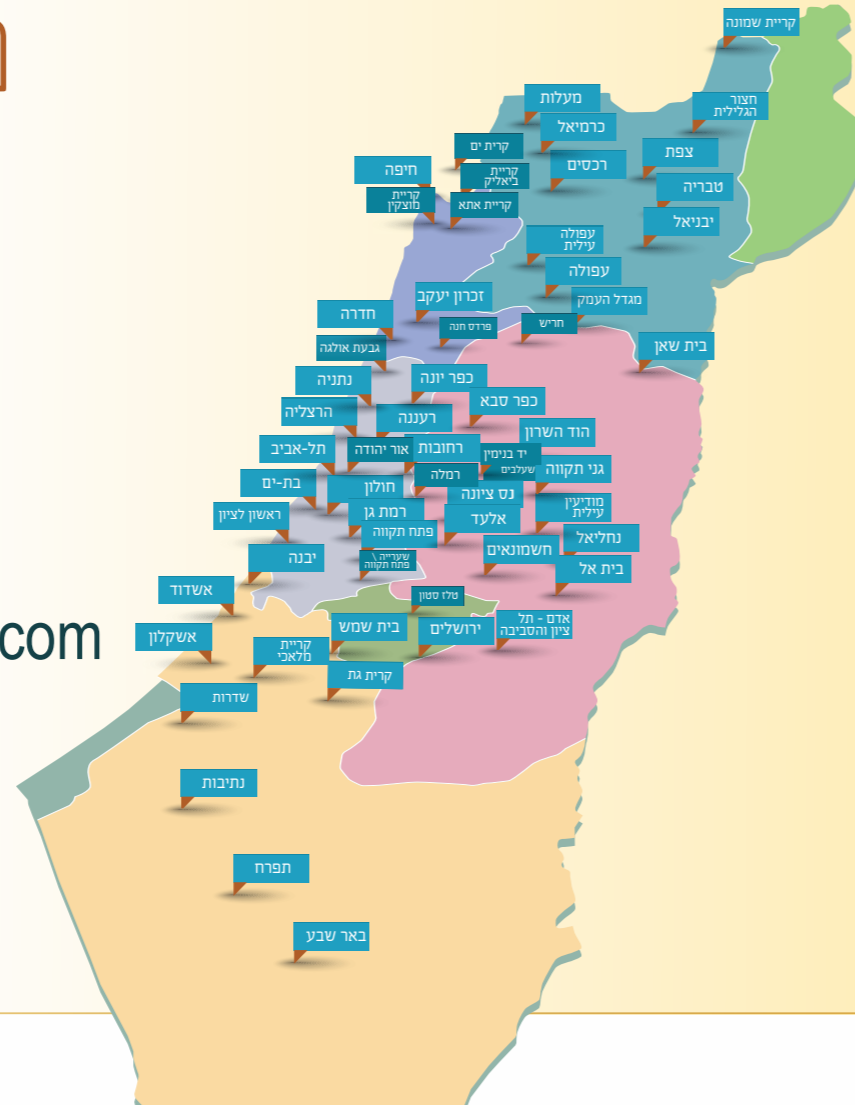 קריית שמונה
מעלות
חצור
הגלילית
כרמיאל
קרית ים
צפת
רכסים
חיפה
קריית
ביאליק
טבריה
קריית
מוצקין
קריית אתא
יבניאל
עפולה
עילית
עפולה
זכרון יעקב
מגדל העמק
חדרה
פרדס חנה
חריש
גבעת אולגה
בית שאן
נתניה
כפר יונה
כפר סבא
הרצליה
רעננה
הוד השרון
תל-אביב
אור יהודה
רחובות
יד בנימין
שעלבים
גני תקווה
רמלה
בת-ים
חולון
נס ציונה
מודיעין
עילית
ראשון לציון
רמת גן
אלעד
פתח תקווה
נחליאל
יבנה
חשמונאים
שערייה \
פתח תקווה
בית אל
אשדוד
טלז סטון
אדם - תל
ציון והסביבה
אשקלון
בית שמש
ירושלים
com
קריית
מלאכי
קרית גת
שדרות
נתיבות
תפרח
באר שבע